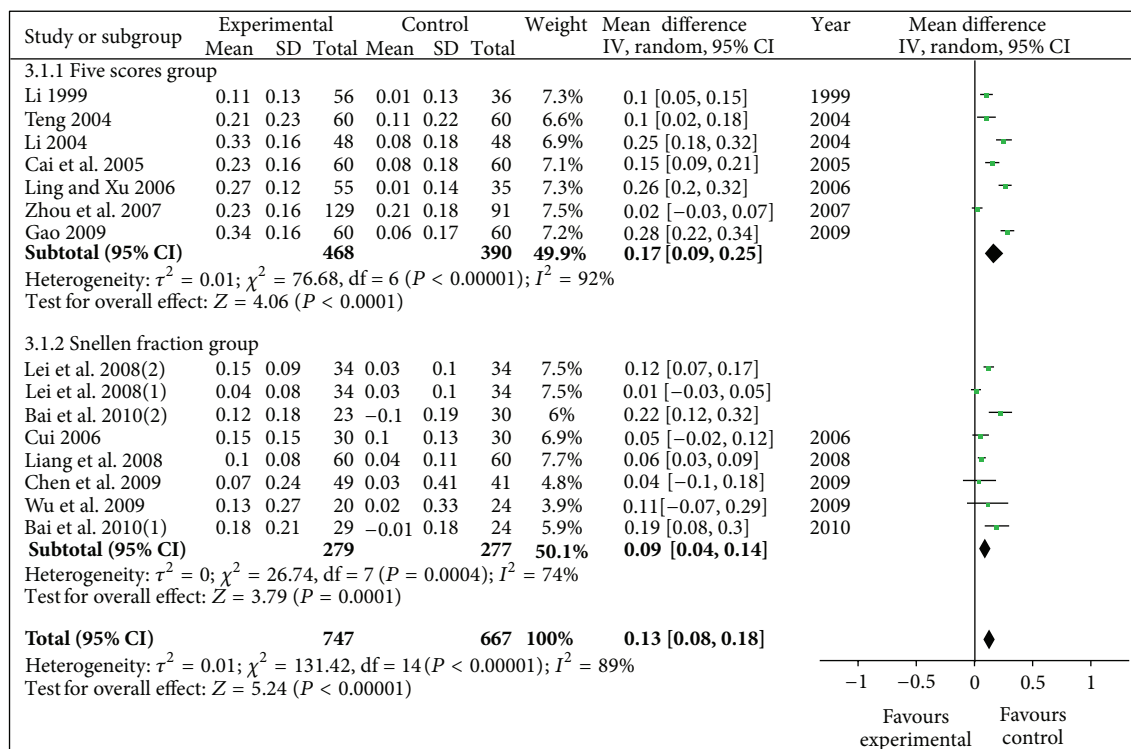 Study or subgroup Experimental Control Weight Mean difference Year Mean difference
Mean SD Total Mean SD Total IV, random, 95% CI IV, random, 95% CI
3.1.1 Five scores group
Li 1999 0.11 0.13 56 0.01 0.13 36 7.3% 0.1 [0.05, 0.15] 1999
Teng 2004 0.21 0.23 60 0.11 0.22 60 6.6% 0.1 [0.02, 0.18] 2004
Li 2004 0.33 0.16 48 0.08 0.18 48 6.9% 0.25 [0.18, 0.32] 2004
Cai et al. 2005 0.23 0.16 60 0.08 0.18 60 7.1% 0.15 [0.09, 0.21] 2005
Ling and Xu 2006 0.27 0.12 55 0.01 0.14 35 7.3% 0.26 [0.2, 0.32] 2006
Zhou et al. 2007 0.23 0.16 129 0.21 0.18 91 7.5% 0.02 [−0.03, 0.07] 2007
Gao 2009 0.34 0.16 60 0.06 0.17 60 7.2% 0.28 [0.22, 0.34] 2009
Subtotal (95% CI) 468 390 49.9% 0.17 [0.09, 0.25]
Heterogeneity: τ² = 0.01; χ² = 76.68, df = 6 (P < 0.00001); I² = 92%
Test for overall effect: Z = 4.06 (P < 0.0001)
3.1.2 Snellen fraction group
Lei et al. 2008(2) 0.15 0.09 34 0.03 0.1 34 7.5% 0.12 [0.07, 0.17]
Lei et al. 2008(1) 0.04 0.08 34 0.03 0.1 34 7.5% 0.01 [−0.03, 0.05]
Bai et al. 2010(2) 0.12 0.18 23 −0.1 0.19 30 6% 0.22 [0.12, 0.32]
Cui 2006 0.15 0.15 30 0.1 0.13 30 6.9% 0.05 [−0.02, 0.12] 2006
Liang et al. 2008 0.1 0.08 60 0.04 0.11 60 7.7% 0.06 [0.03, 0.09] 2008
Chen et al. 2009 0.07 0.24 49 0.03 0.41 41 4.8% 0.04 [−0.1, 0.18] 2009
Wu et al. 2009 0.13 0.27 20 0.02 0.33 24 3.9% 0.11[−0.07, 0.29] 2009
Bai et al. 2010(1) 0.18 0.21 29 −0.01 0.18 24 5.9% 0.19 [0.08, 0.3] 2010
Subtotal (95% CI) 279 277 50.1% 0.09 [0.04, 0.14]
Heterogeneity: τ² = 0; χ² = 26.74, df = 7 (P = 0.0004); I² = 74%
Test for overall effect: Z = 3.79 (P = 0.0001)
Total (95% CI) 747 667 100% 0.13 [0.08, 0.18]
Heterogeneity: τ² = 0.01; χ² = 131.42, df = 14 (P < 0.00001); I² = 89%
Test for overall effect: Z = 5.24 (P < 0.00001)
−1 −0.5 0 0.5 1
Favours Favours
experimental control